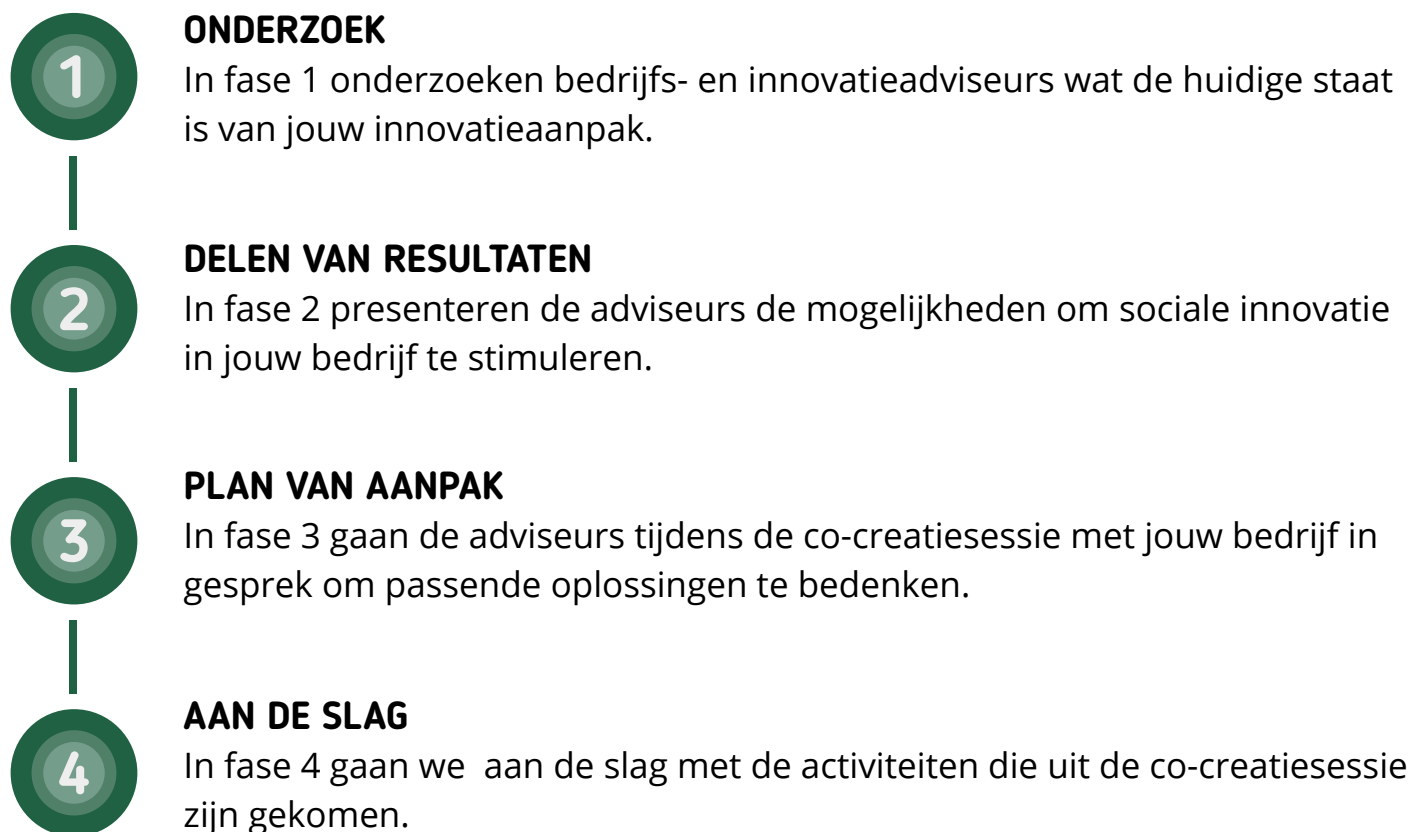 1
ONDERZOEK
In fase 1 onderzoeken bedrijfs- en innovatieadviseurs wat de huidige staat
is van jouw innovatieaanpak.
2
DELEN VAN RESULTATEN
In fase 2 presenteren de adviseurs de mogelijkheden om sociale innovatie
in jouw bedrijf te stimuleren.
3
PLAN VAN AANPAK
In fase 3 gaan de adviseurs tijdens de co-creatiesessie met jouw bedrijf in
gesprek om passende oplossingen te bedenken.
4
AAN DE SLAG
In fase 4 gaan we  aan de slag met de activiteiten die uit de co-creatiesessie
zijn gekomen.